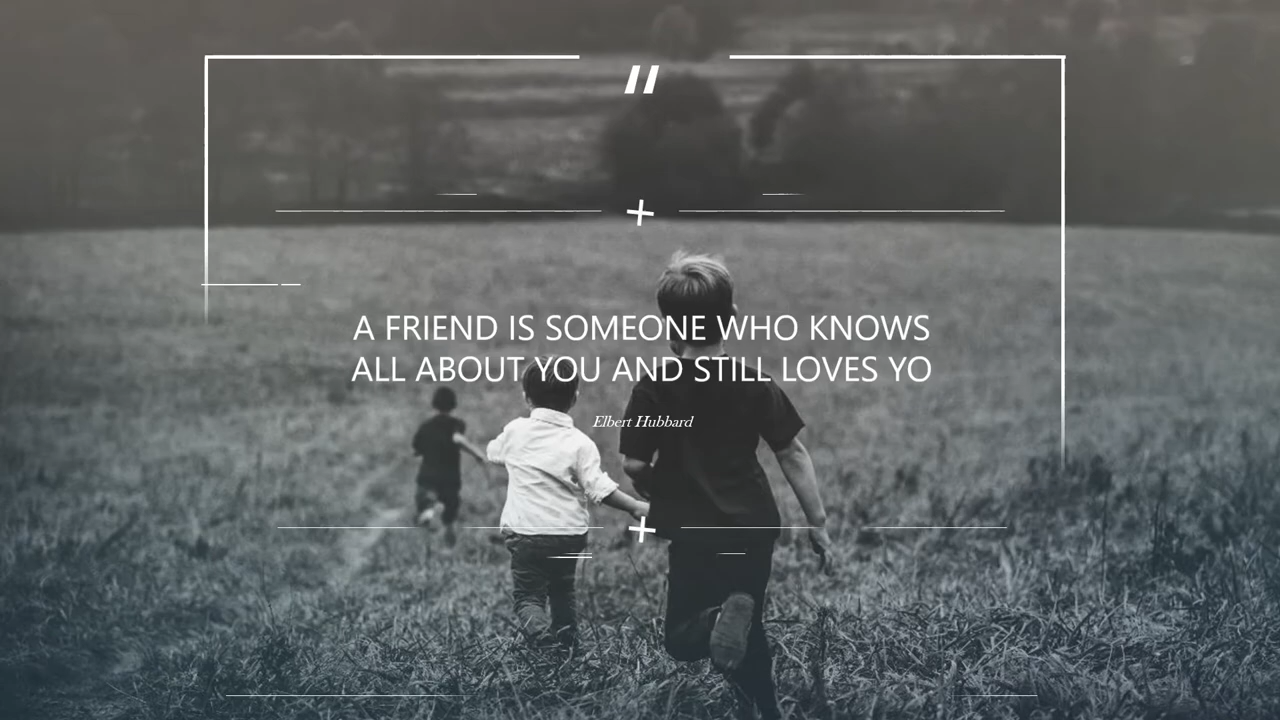 "
A FRIEND IS SOMEONE WHO KNOWS
ALL ABOUT YOU AND STILL LOVES YO
Elbert Hubbard